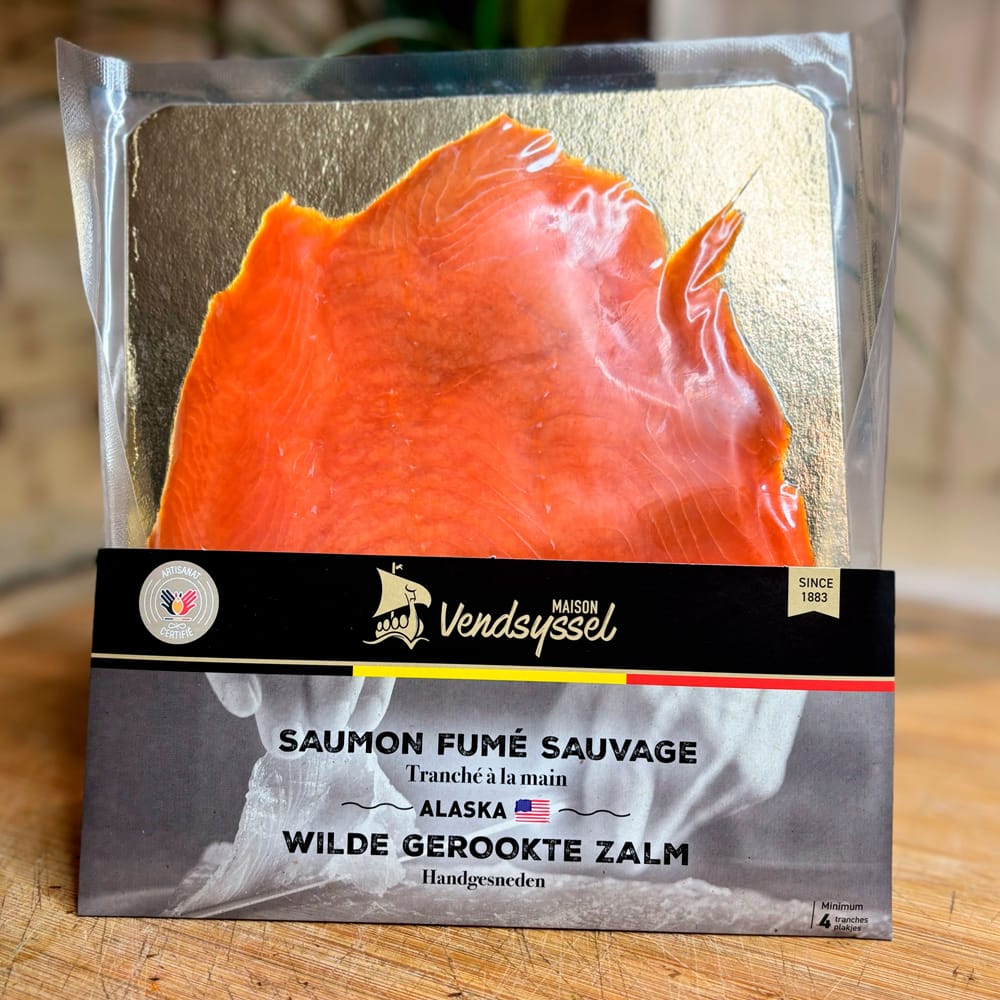 ARTISANAT
CERTIFIÉ
MAISON
Vendsyssel
SINCE
1883
SAUMON FUMÉ SAUVAGE
Tranché à la main
ALASKA
WILDE GEROOKTE ZALM
Handgesneden
Minimum
4 tranches
plakjes